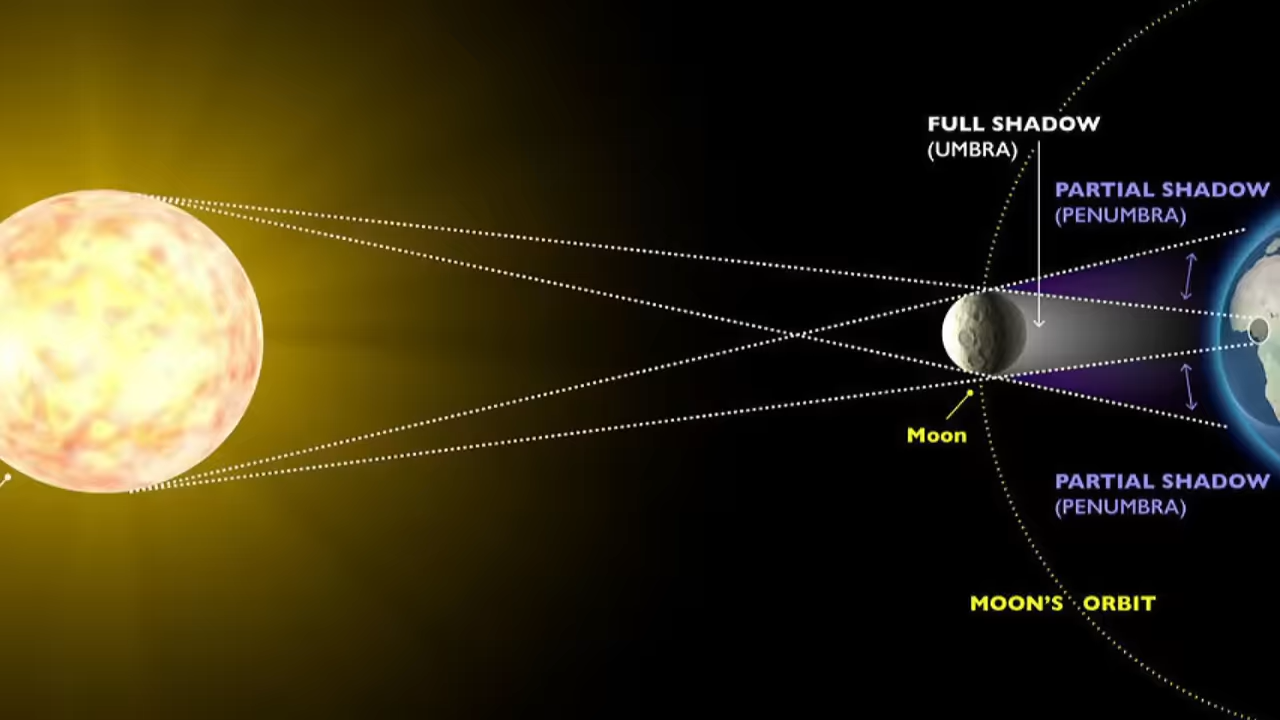 FULL SHADOW
(UMBRA)
PARTIAL SHADOW
(PENUMBRA)
Moon
PARTIAL SHADOW
(PENUMBRA)
MOON'S ORBIT